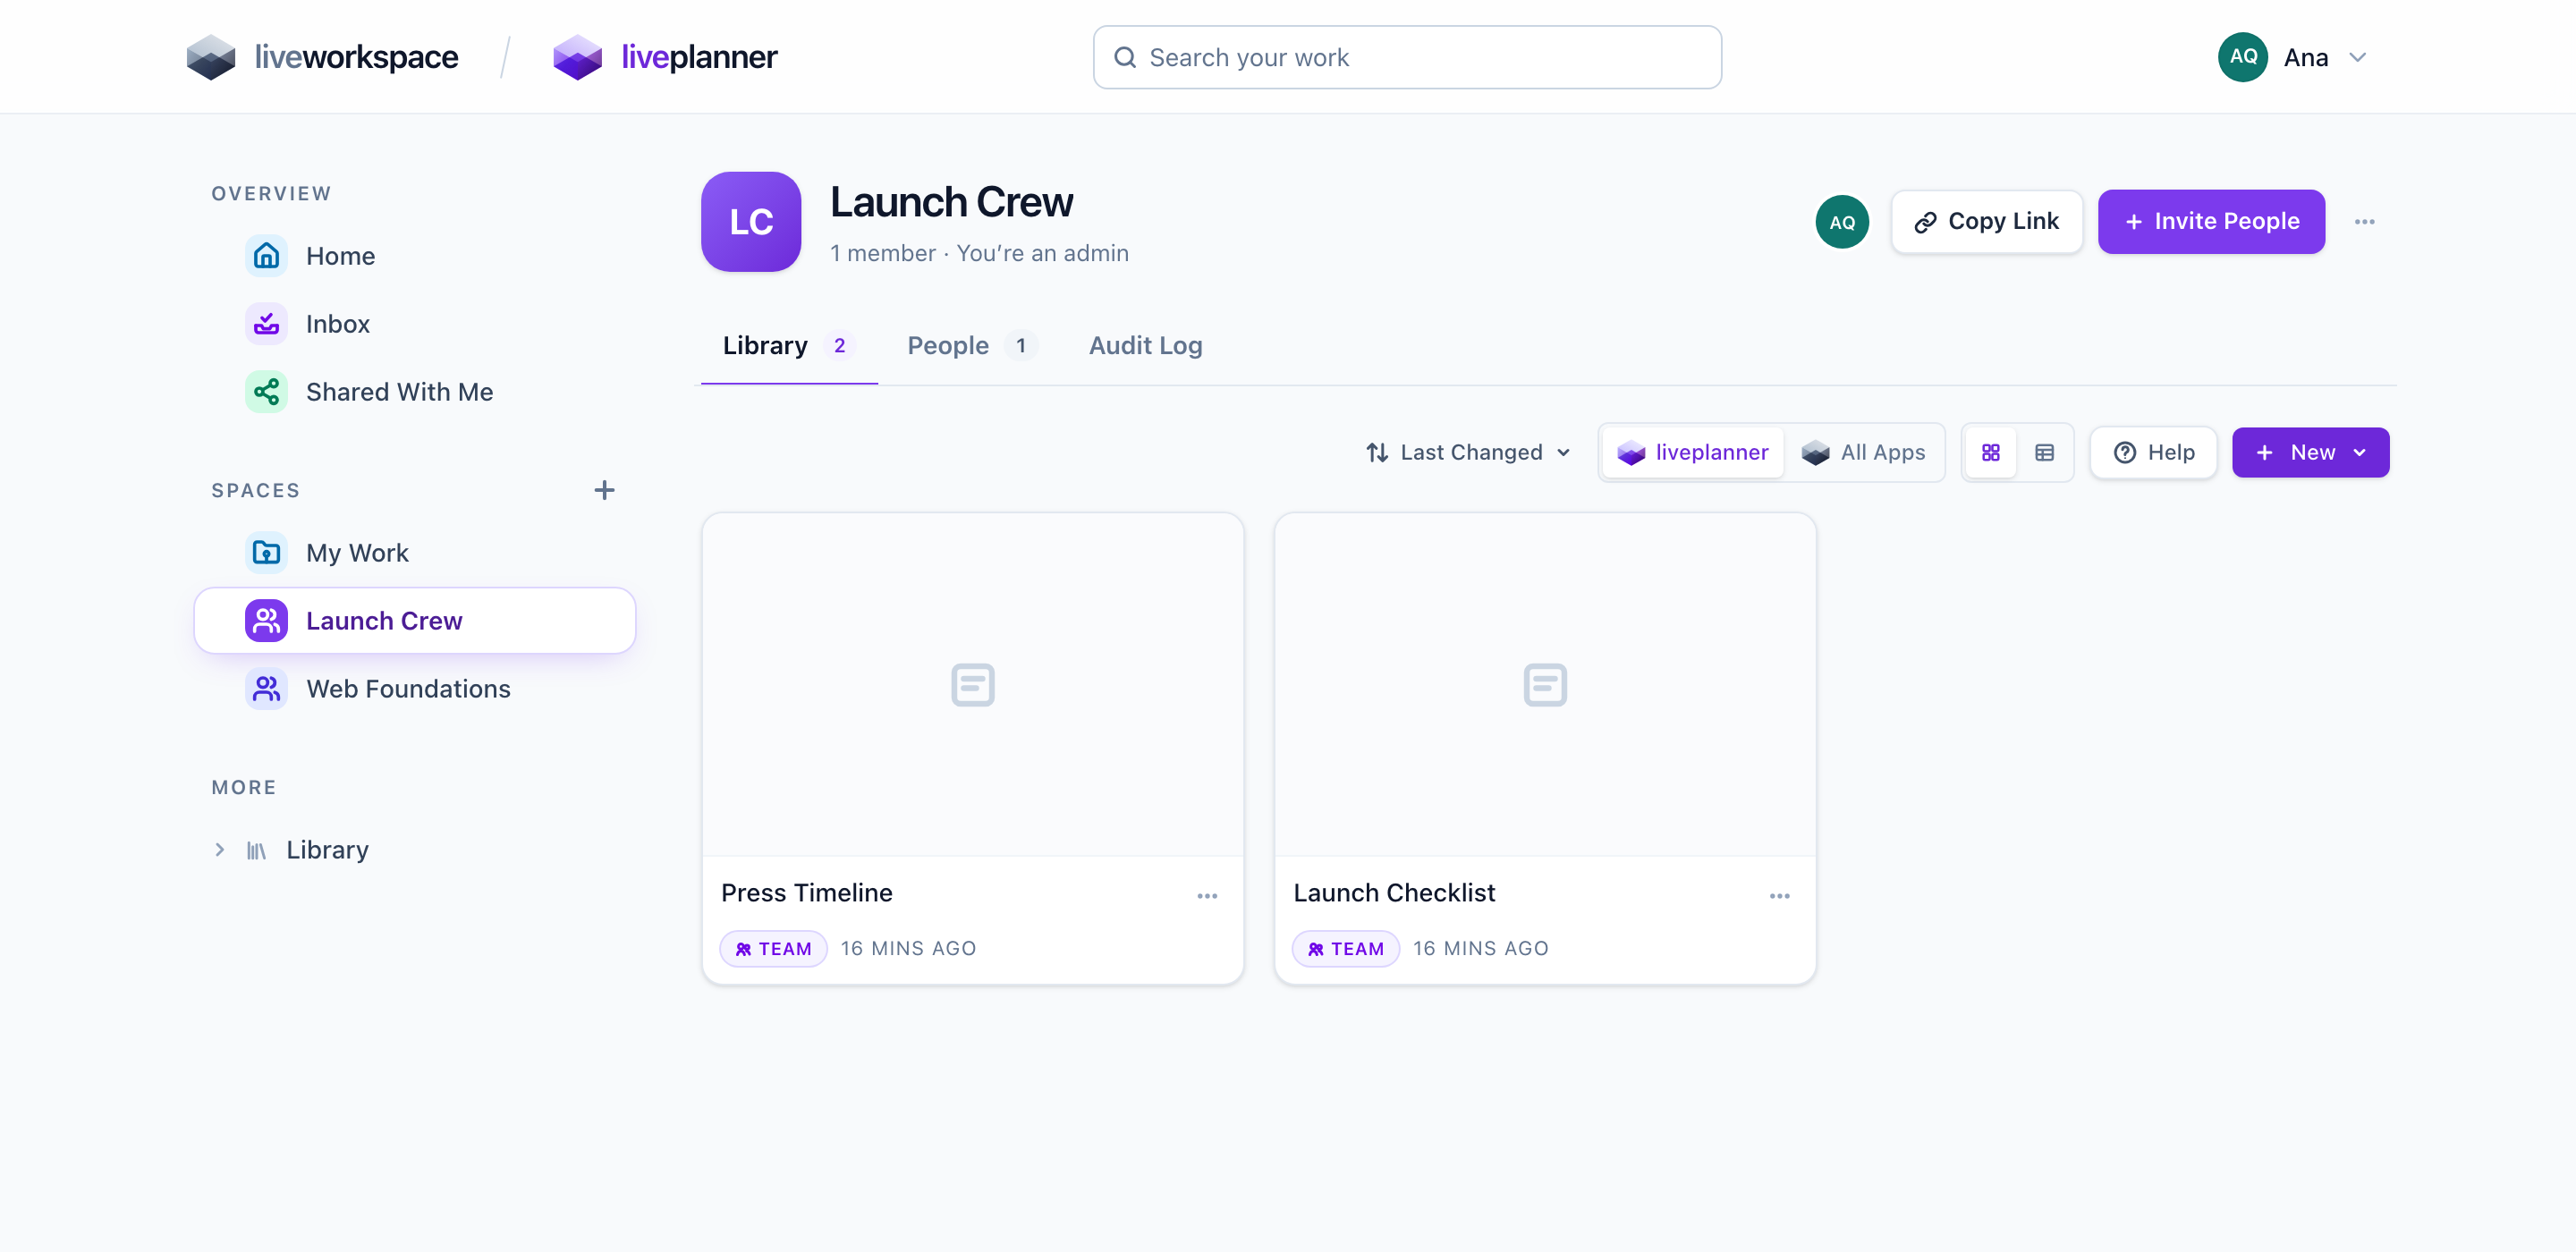 liveworkspace / liveplanner
Search your work
AQ Ana
OVERVIEW
Home
Inbox
Shared With Me
SPACES
My Work
Launch Crew
Web Foundations
MORE
Library
LC
Launch Crew
1 member · You’re an admin
AQ
Copy Link
Invite People
Library 2
People 1
Audit Log
Last Changed
liveplanner
All Apps
Help
New
Press Timeline
TEAM 16 MINS AGO
Launch Checklist
TEAM 16 MINS AGO